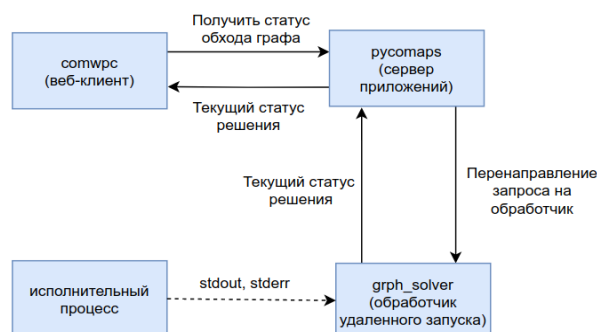 Получить статус
обхода графа
comwpc
(веб-клиент)
pycomaps
(сервер
приложений)
Текущий статус
решения
Текущий статус
решения
Перенаправление
запроса на
обработчик
исполнительный
процесс
stdout, stderr
grph_solver
(обработчик
удаленного запуска)